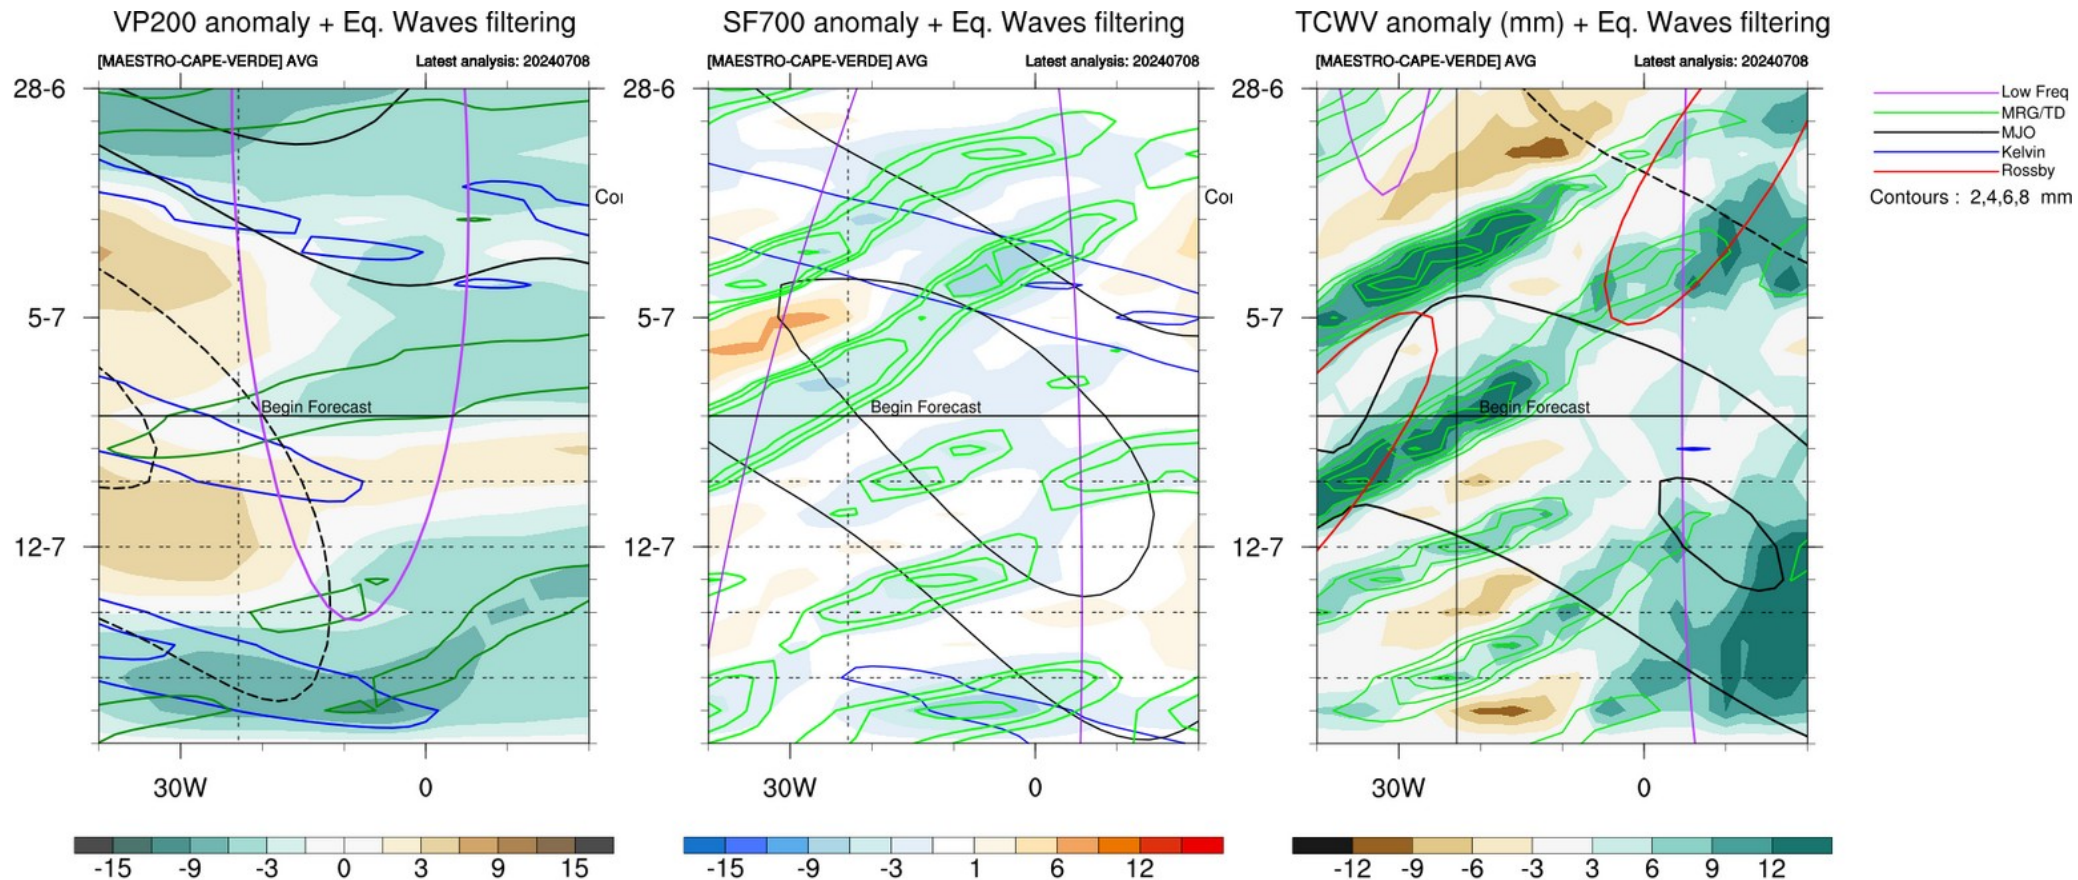 VP200 anomaly + Eq. Waves filtering
[MAESTRO-CAPE-VERDE] AVG
Latest analysis: 20240708
28-6
5-7
12-7
Begin Forecast
30W
0
-15 -9 -3 0 3 9 15
Coi
SF700 anomaly + Eq. Waves filtering
[MAESTRO-CAPE-VERDE] AVG
Latest analysis: 20240708
28-6
5-7
12-7
Begin Forecast
30W
0
-15 -9 -3 1 6 12
Coi
TCWV anomaly (mm) + Eq. Waves filtering
[MAESTRO-CAPE-VERDE] AVG
Latest analysis: 20240708
28-6
5-7
12-7
Begin Forecast
30W
0
-12 -9 -6 -3 3 6 9 12
Low Freq
MRG/TD
MJO
Kelvin
Rossby
Contours : 2,4,6,8 mm